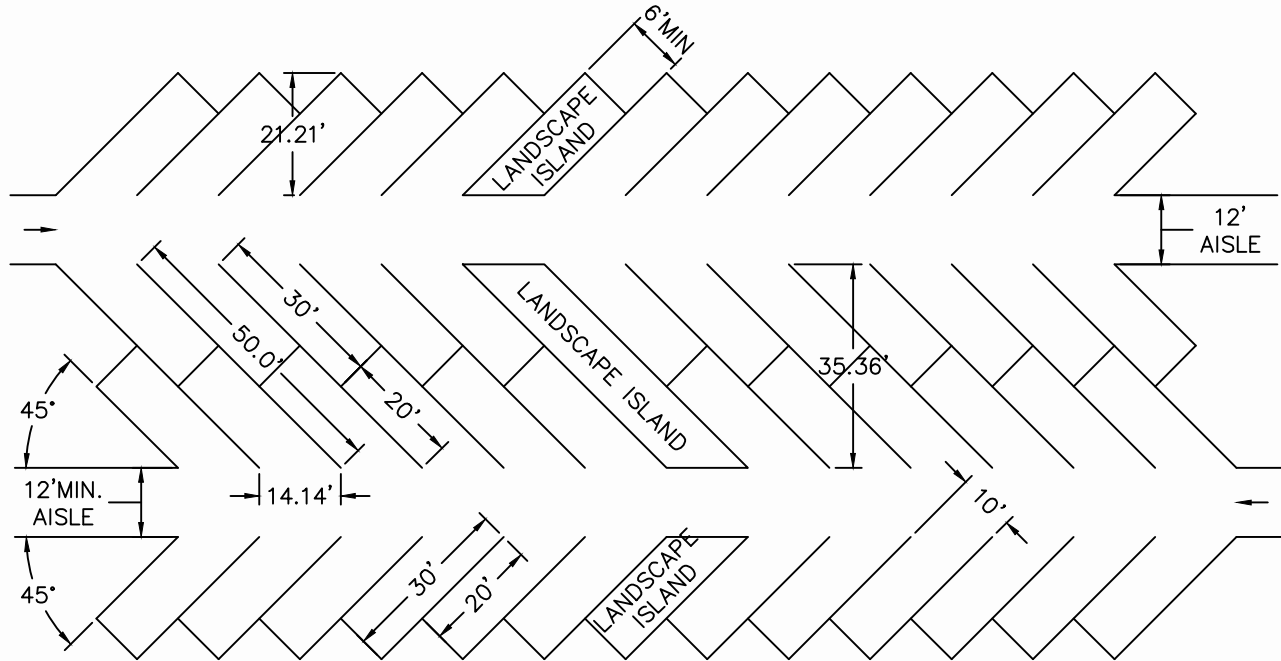 6'MIN
21.21'
LANDSCAPE
ISLAND
12'
AISLE
30'
50.0'
20'
LANDSCAPE ISLAND
35.36'
45°
12'MIN.
AISLE
14.14'
10'
45°
30'
20'
LANDSCAPE
ISLAND